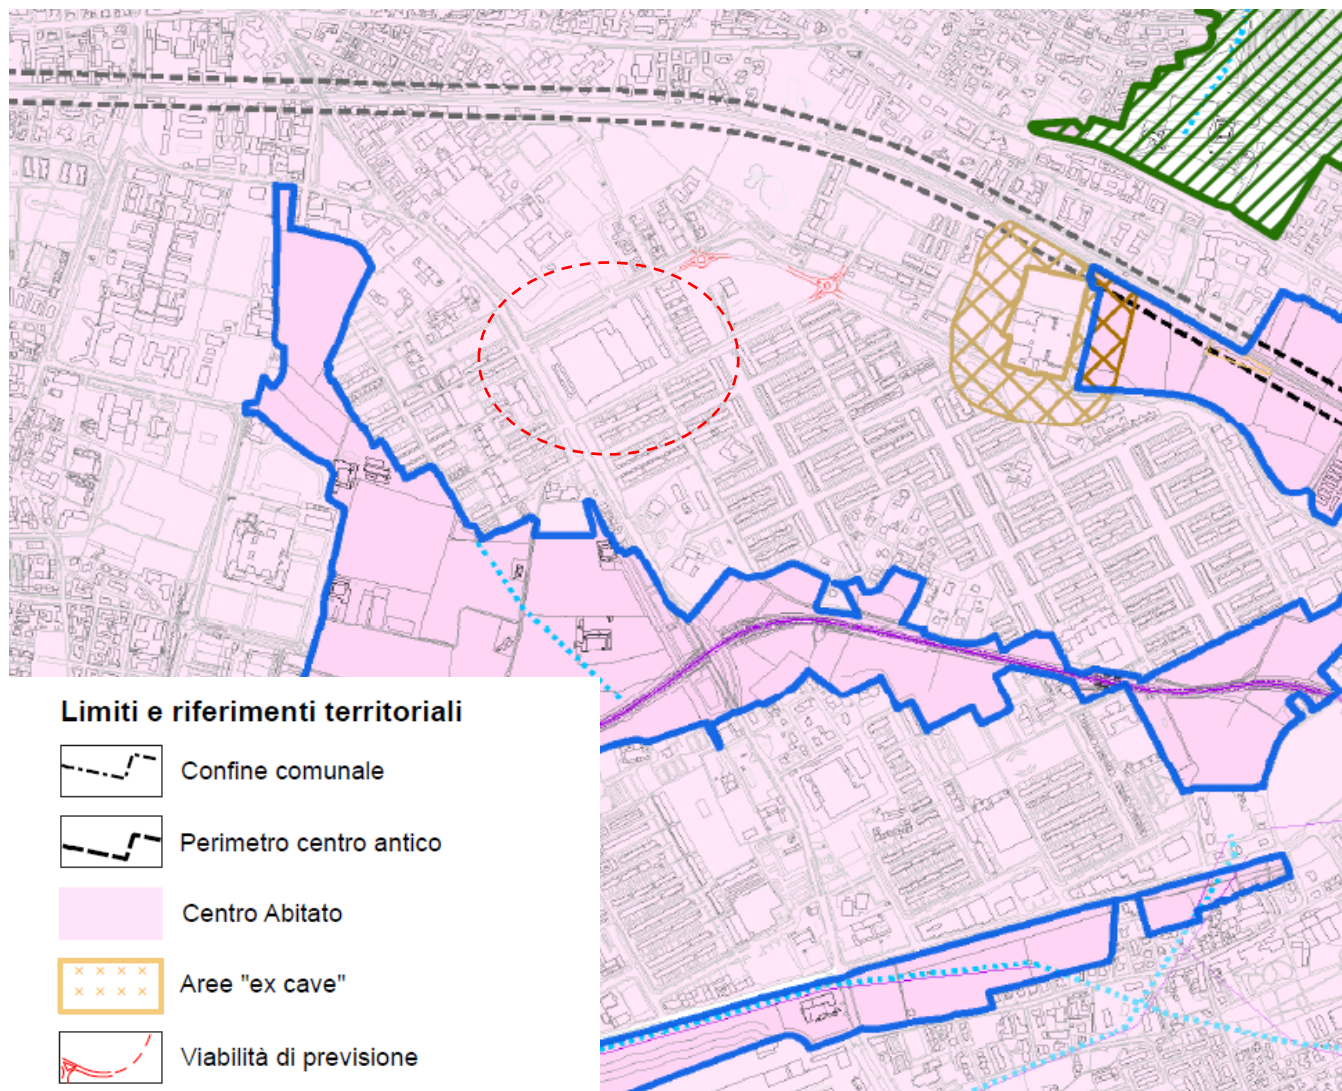 Limiti e riferimenti territoriali
Confine comunale
Perimetro centro antico
Centro Abitato
Aree "ex cave"
Viabilità di previsione